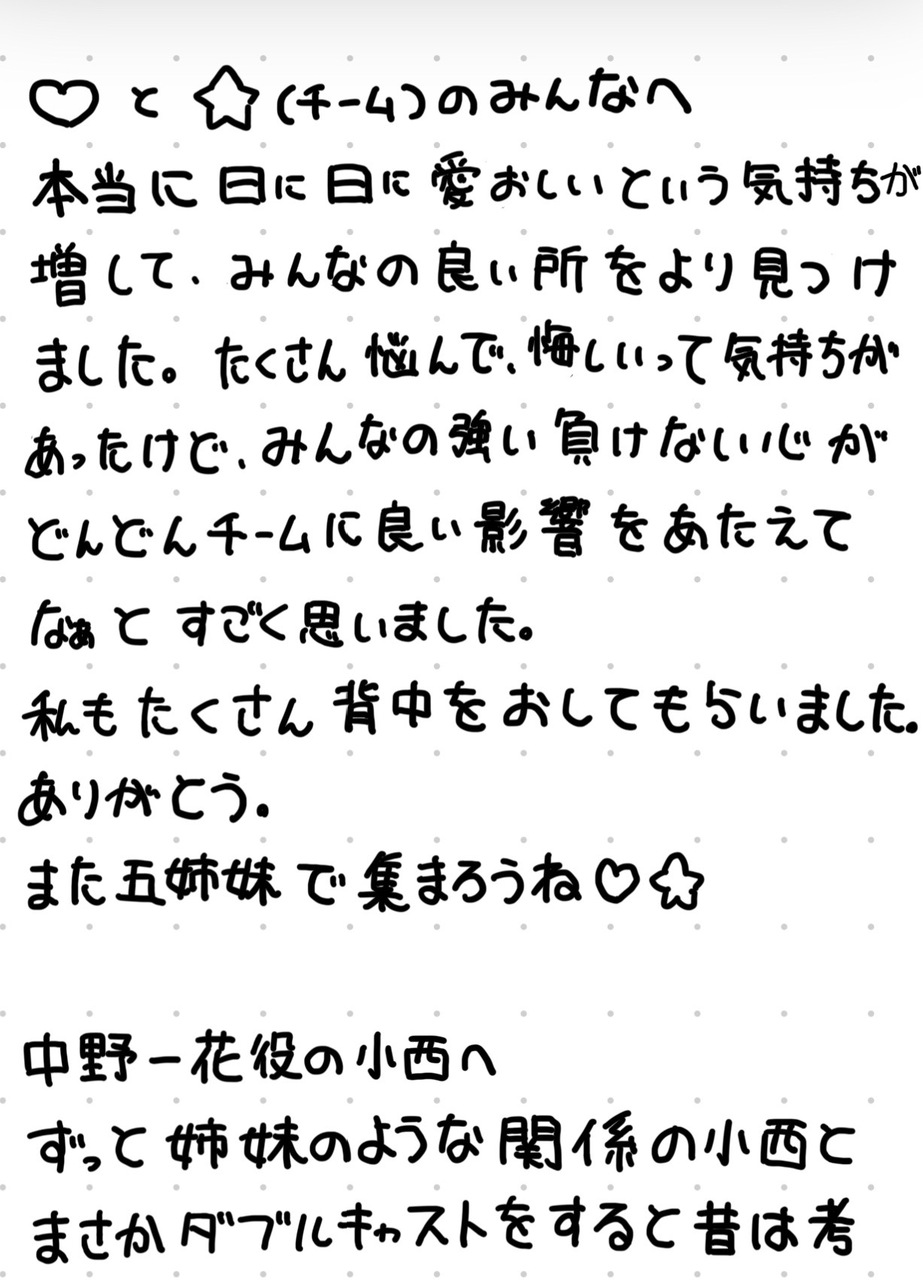 ♡と☆(チーム)のみんなへ
本当に日に日に愛おしいという気持ちが
増して、みんなの良い所をより見つけ
ました。たくさん悩んで、悔しいって気持ちが
あったけど、みんなの強い負けない心が
どんどんチームに良い影響をあたえて
なぁと すごく思いました。
私もたくさん背中をおしてもらいました。
ありがとう。
また五姉妹で集まろうね♡☆
中野一花役の小西へ
ずっと姉妹のような関係の小西と
まさかダブルキャストをすると昔は考